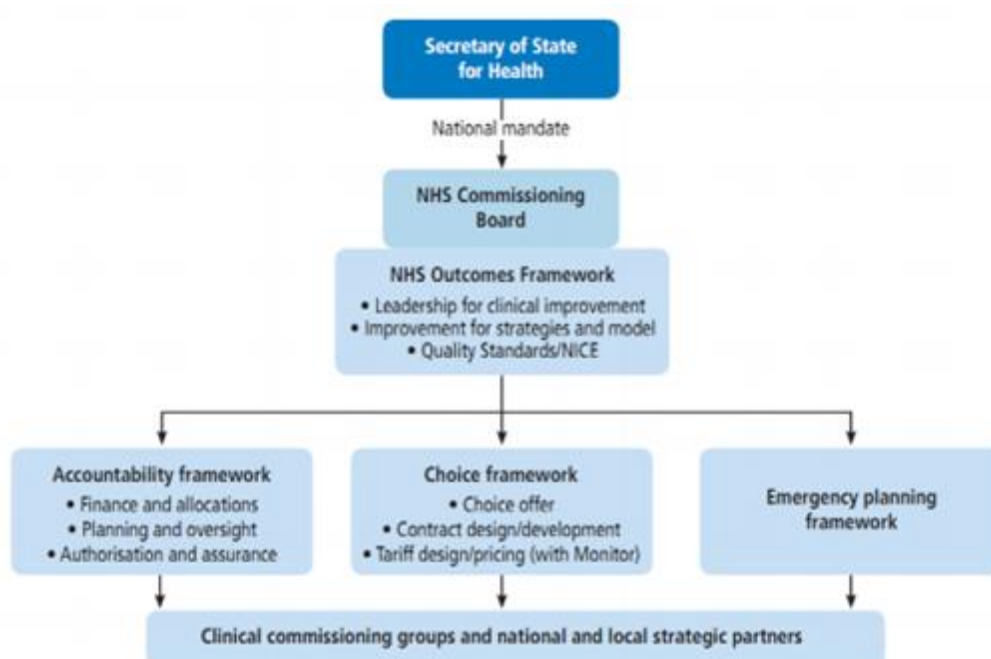 Secretary of State
for Health
National mandate
NHS Commissioning
Board
NHS Outcomes Framework
• Leadership for clinical improvement
• Improvement for strategies and model
• Quality Standards/NICE
Accountability framework
• Finance and allocations
• Planning and oversight
• Authorisation and assurance
Choice framework
• Choice offer
• Contract design/development
• Tariff design/pricing (with Monitor)
Emergency planning
framework
Clinical commissioning groups and national and local strategic partners